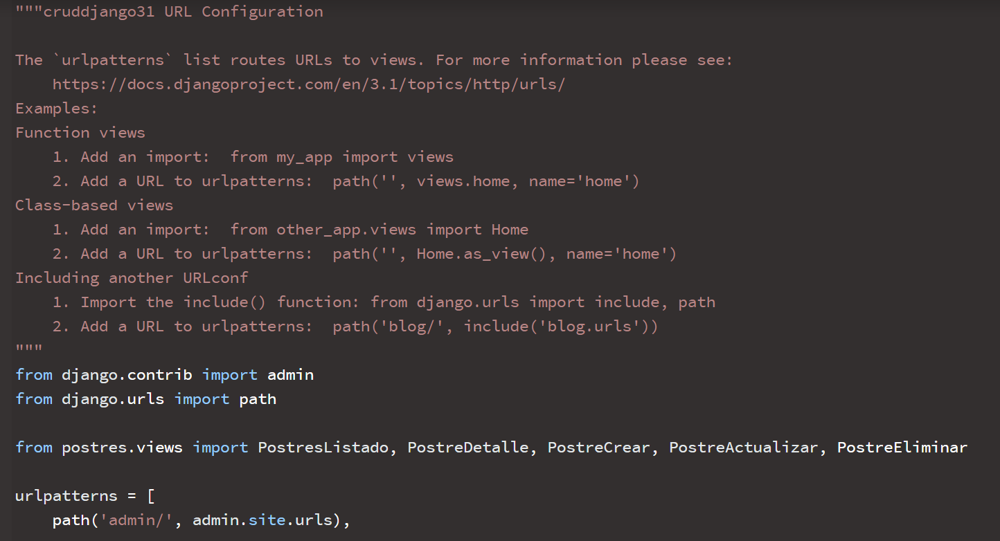 """cruddjango31 URL Configuration

The `urlpatterns` list routes URLs to views. For more information please see:
    https://docs.djangoproject.com/en/3.1/topics/http/urls/
Examples:
Function views
    1. Add an import:  from my_app import views
    2. Add a URL to urlpatterns:  path('', views.home, name='home')
Class-based views
    1. Add an import:  from other_app.views import Home
    2. Add a URL to urlpatterns:  path('', Home.as_view(), name='home')
Including another URLconf
    1. Import the include() function: from django.urls import include, path
    2. Add a URL to urlpatterns:  path('blog/', include('blog.urls'))
"""
from django.contrib import admin
from django.urls import path

from postres.views import PostresListado, PostreDetalle, PostreCrear, PostreActualizar, PostreEliminar

urlpatterns = [
    path('admin/', admin.site.urls),